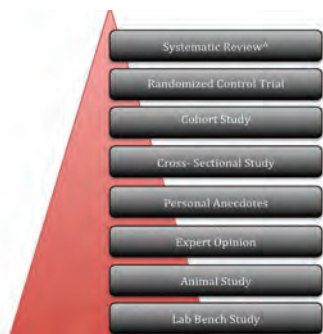 Systematic Review*
Randomized Control Trial
Cohort Study
Cross- Sectional Study
Personal Anecdotes
Expert Opinion
Animal Study
Lab Bench Study